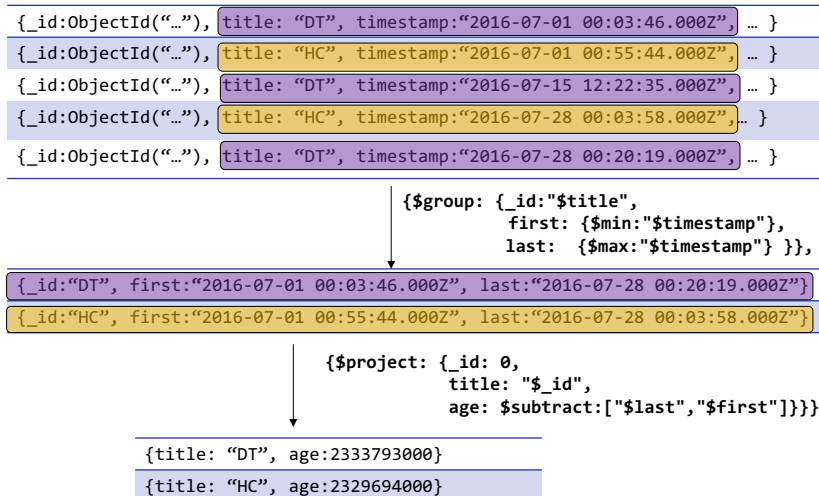 {_id:ObjectId(“…”), title: “DT”, timestamp:“2016-07-01 00:03:46.000Z”, … }
{_id:ObjectId(“…”), title: “HC”, timestamp:“2016-07-01 00:55:44.000Z”, … }
{_id:ObjectId(“…”), title: “DT”, timestamp:“2016-07-15 12:22:35.000Z”, … }
{_id:ObjectId(“…”), title: “HC”, timestamp:“2016-07-28 00:03:58.000Z”,… }
{_id:ObjectId(“…”), title: “DT”, timestamp:“2016-07-28 00:20:19.000Z”, … }
{$group: {_id:"$title",
first: {$min:"$timestamp"},
last: {$max:"$timestamp"} }},
{_id:“DT”, first:“2016-07-01 00:03:46.000Z”, last:“2016-07-28 00:20:19.000Z”}
{_id:“HC”, first:“2016-07-01 00:55:44.000Z”, last:“2016-07-28 00:03:58.000Z”}
{$project: {_id: 0,
title: "$_id",
age: $subtract:["$last","$first"]}}}
{title: “DT”, age:2333793000}
{title: “HC”, age:2329694000}